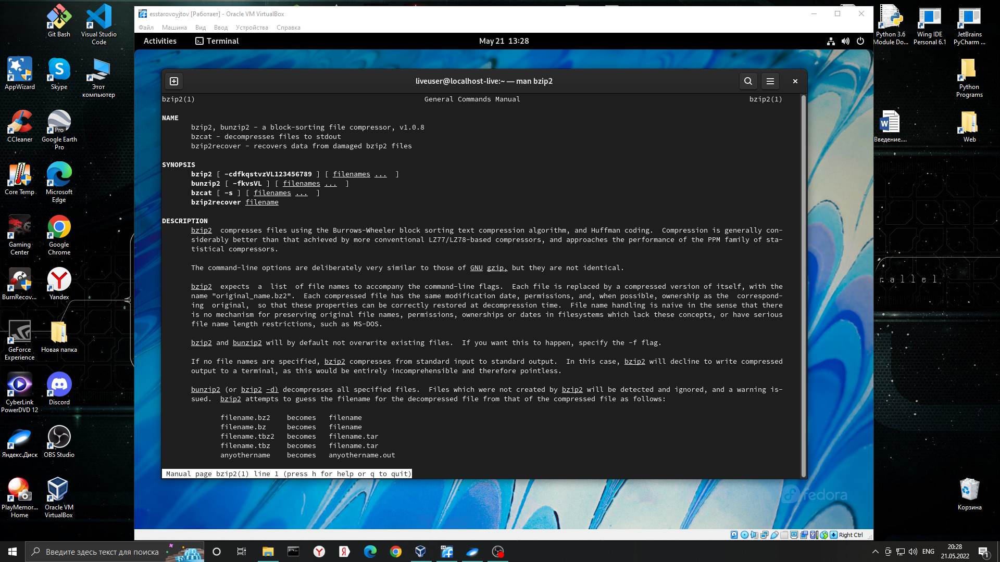 esstarovoyjtov [Работает] - Oracle VM VirtualBox
Файл Машина Вид Ввод Устройства Справка
Activities Terminal May 21 13:28
liveuser@localhost-live:~ — man bzip2
bzip2(1) General Commands Manual bzip2(1)
NAME
bzip2, bunzip2 - a block-sorting file compressor, v1.0.8
bzcat - decompresses files to stdout
bzip2recover - recovers data from damaged bzip2 files
SYNOPSIS
bzip2 [ -cdfkqstvzVL123456789 ] [ filenames ... ]
bunzip2 [ -fkvsVL ] [ filenames ... ]
bzcat [ -s ] [ filenames ... ]
bzip2recover filename
DESCRIPTION
bzip2 compresses files using the Burrows-Wheeler block sorting text compression algorithm, and Huffman coding. Compression is generally con-
siderably better than that achieved by more conventional LZ77/LZ78-based compressors, and approaches the performance of the PPM family of sta-
tistical compressors.
The command-line options are deliberately very similar to those of GNU gzip, but they are not identical.
bzip2 expects a list of file names to accompany the command-line flags. Each file is replaced by a compressed version of itself, with the
name "original_name.bz2". Each compressed file has the same modification date, permissions, and, when possible, ownership as the correspond-
ing original, so that these properties can be correctly restored at decompression time. File name handling is naive in the sense that there
is no mechanism for preserving original file names, permissions, ownerships or dates in filesystems which lack these concepts, or have serious
file name length restrictions, such as MS-DOS.
bzip2 and bunzip2 will by default not overwrite existing files. If you want this to happen, specify the -f flag.
If no file names are specified, bzip2 compresses from standard input to standard output. In this case, bzip2 will decline to write compressed
output to a terminal, as this would be entirely incomprehensible and therefore pointless.
bunzip2 (or bzip2 -d) decompresses all specified files. Files which were not created by bzip2 will be detected and ignored, and a warning is-
sued. bzip2 attempts to guess the filename for the decompressed file from that of the compressed file as follows:
filename.bz2 becomes filename
filename.bz becomes filename
filename.tbz2 becomes filename.tar
filename.tbz becomes filename.tar
anyothername becomes anyothername.out
Manual page bzip2(1) line 1 (press h for help or q to quit)
fedora
Right Ctrl
Git Bash
Visual Studio
Code
AppWizard
Skype
Этот
компьютер
CCleaner
Pro
Google Earth
Pro
Core Temp
Microsoft
Edge
Gaming
Center
Google
Chrome
BurnRecov...
Yandex
GeForce
Experience
Новая папка
CyberLink
PowerDVD 12
Discord
Яндекс.Диск
OBS Studio
PlayMemor...
Home
Oracle VM
VirtualBox
Python 3.6
Module Do...
Wing IDE
Personal 6.1
JetBrains
PyCharm ...
Python
Programs
Введение....
Web
rallel
Корзина
Введите здесь текст для поиска
ENG
20:28
21.05.2022
1